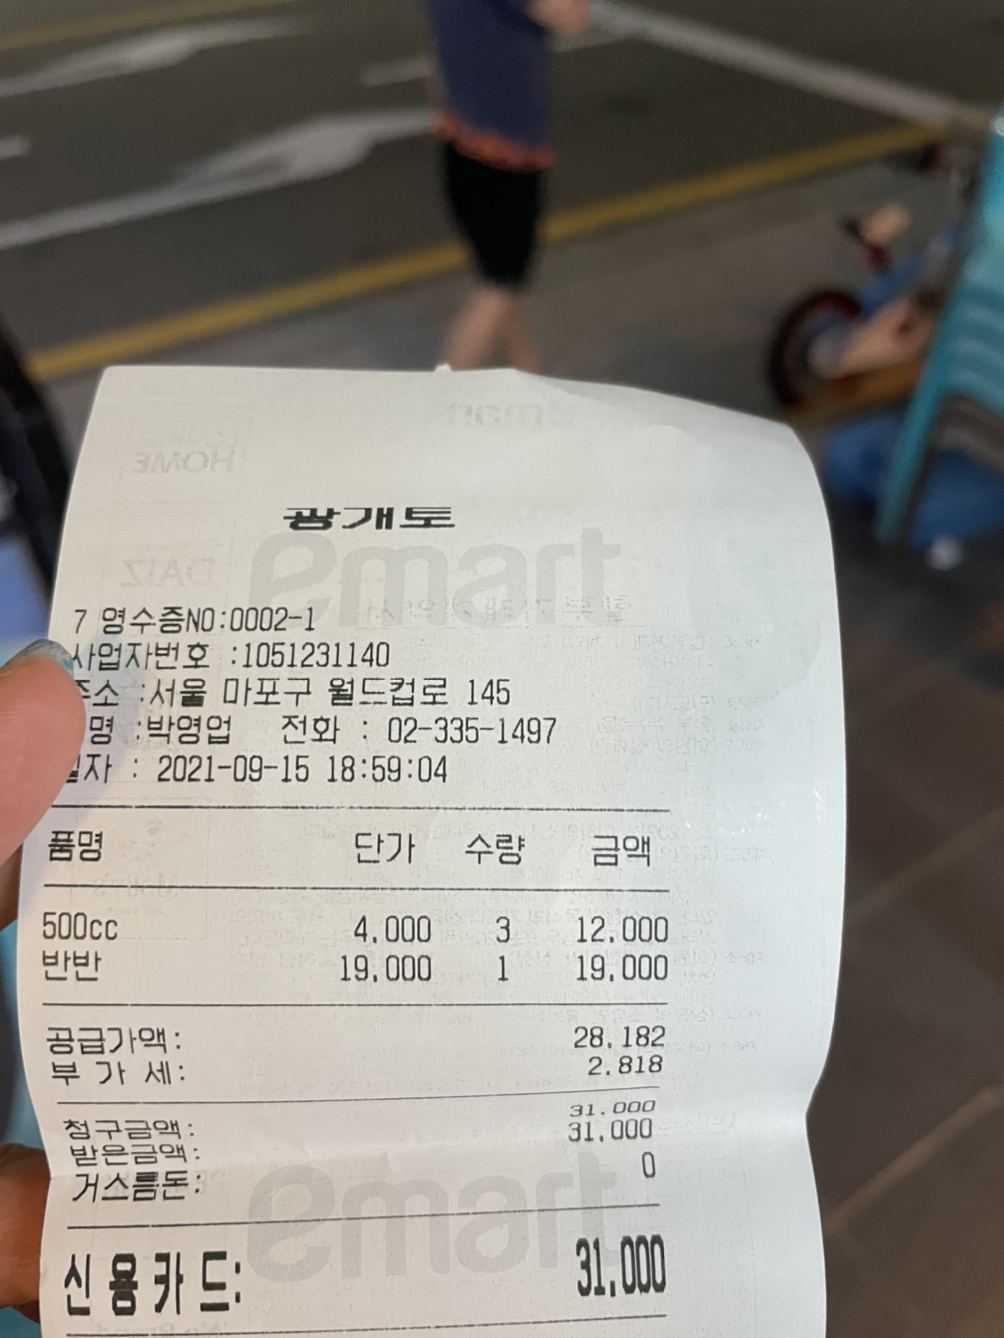 광개토
emart
7 영수증NO:0002-1
사업자번호 :1051231140
주소 :서울 마포구 월드컵로 145
명 :박영업 전화 : 02-335-1497
일자 : 2021-09-15 18:59:04
품명 단가 수량 금액
500cc 4,000 3 12,000
반반 19,000 1 19,000
공급가액: 28,182
부 가 세: 2,818
청구금액: 31,000
받은금액: 31,000
거스름돈: 0
emart
신용카드: 31,000